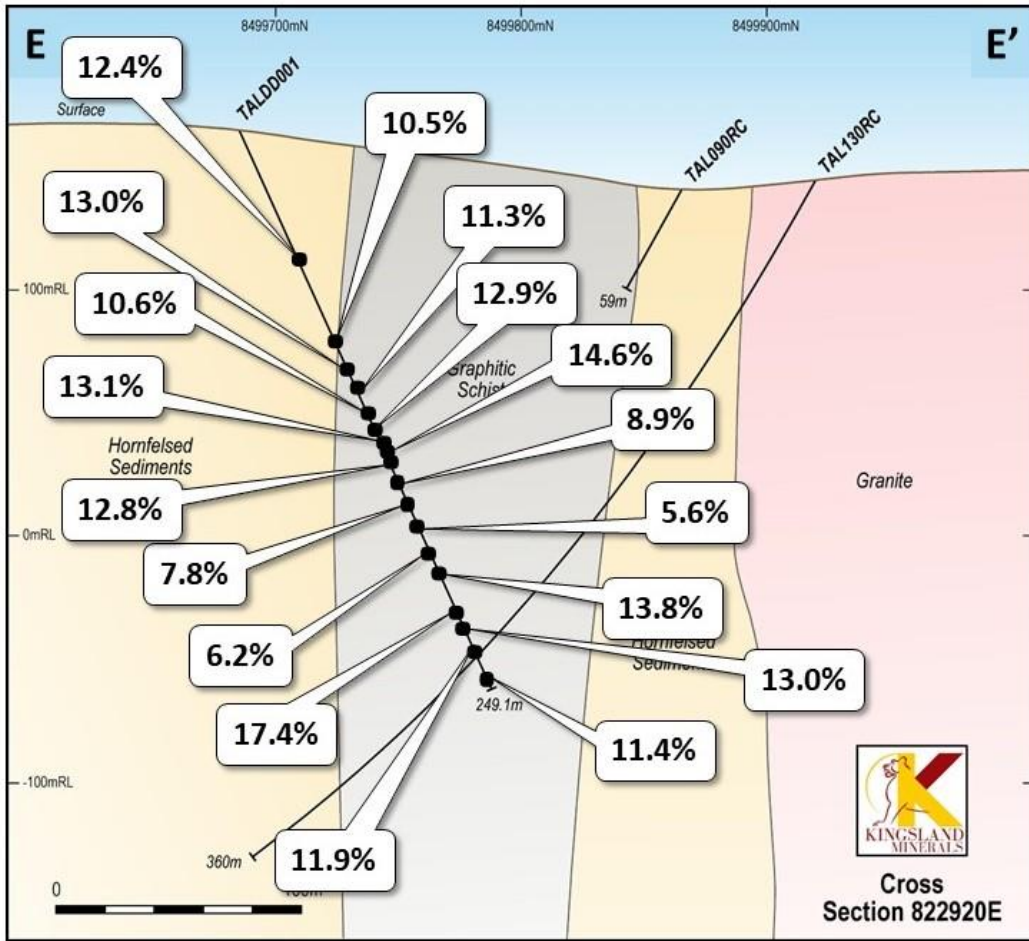 8499700mN
8499800mN
8499900mN
E
E’
12.4%
TALDD001
Surface
10.5%
TAL090RC
TAL130RC
13.0%
11.3%
100mRL
12.9%
59m
10.6%
14.6%
Graphitic
Schist
13.1%
8.9%
Hornfelsed
Sediments
Granite
12.8%
5.6%
0mRL
7.8%
13.8%
6.2%
Hornfelsed
13.0%
249.1m
17.4%
11.4%
-100mRL
360m
11.9%
KINGSLAND
MINERALS
0
Cross
Section 822920E